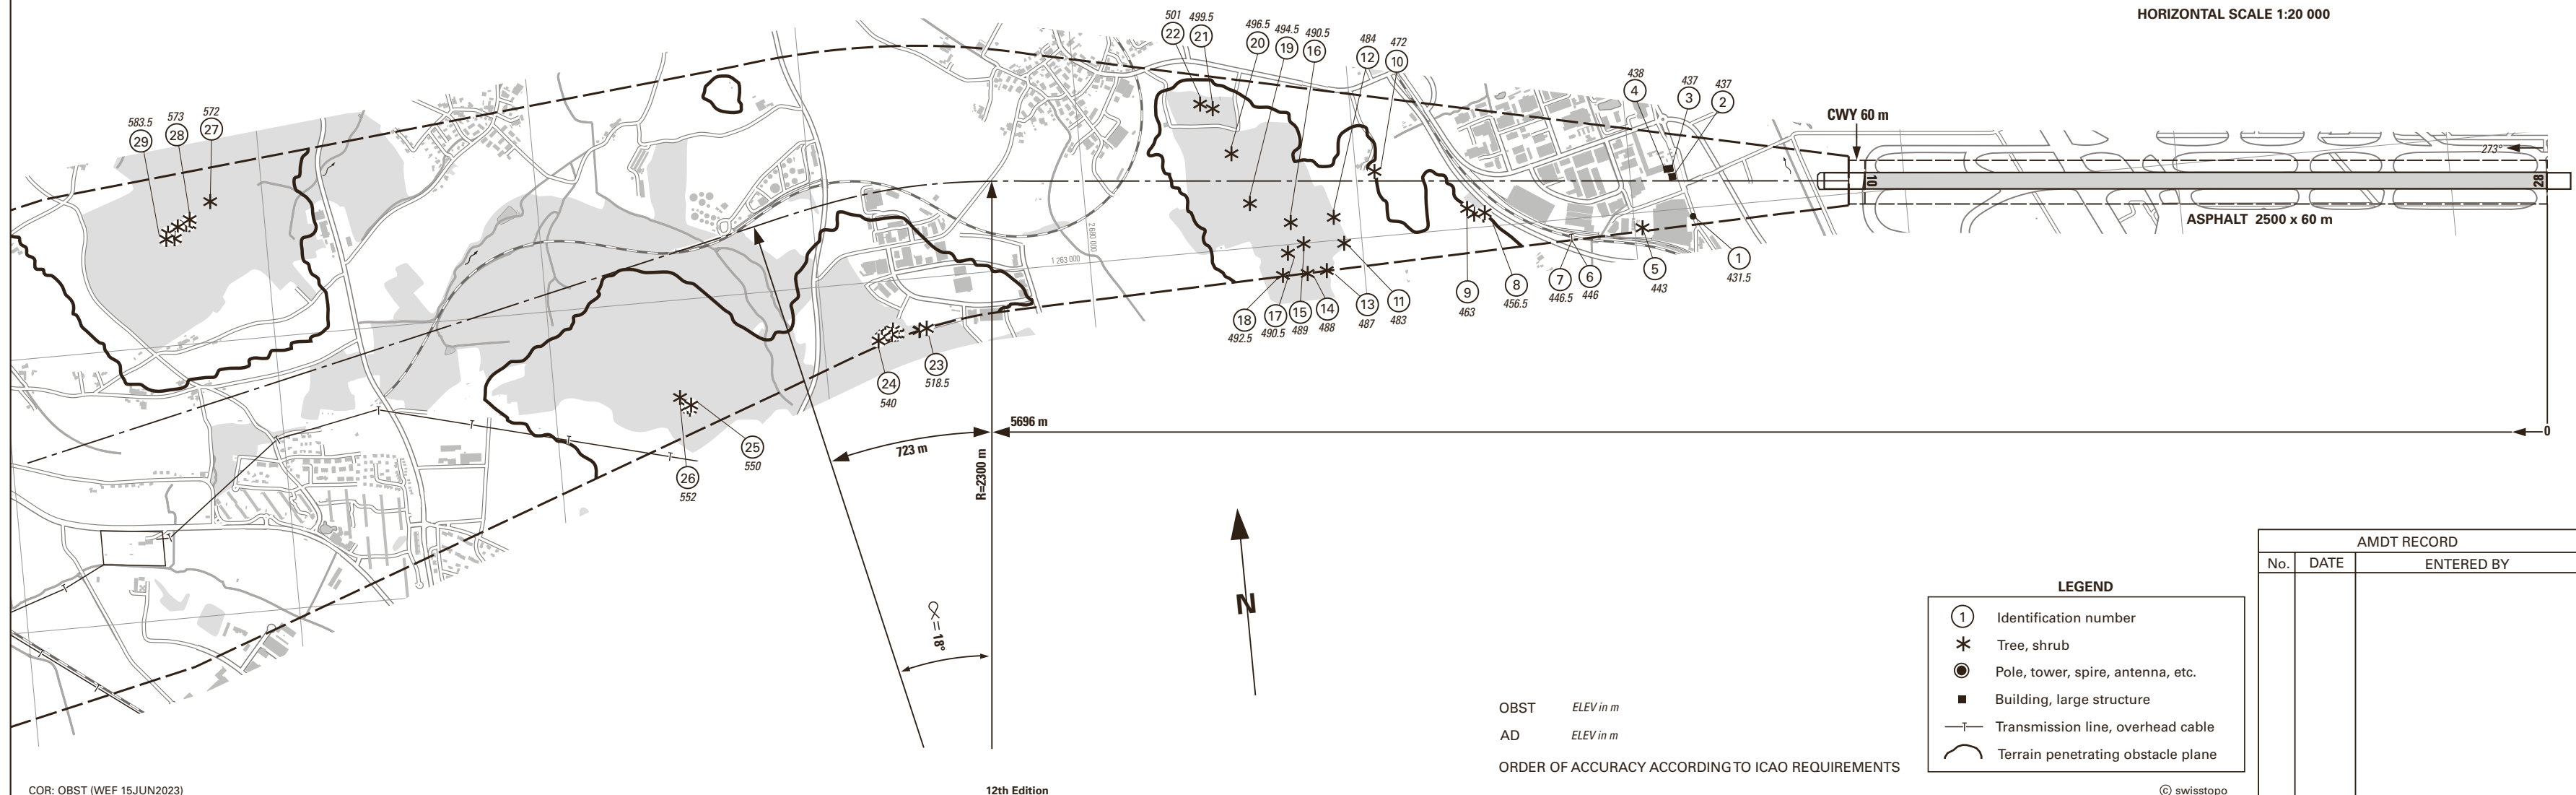 HORIZONTAL SCALE 1:20 000
501 499.5 496.5 494.5 490.5 484 472
22 21 20 19 16 12 10
438 437 437
4 3 2
CWY 60 m
273°
10
28
ASPHALT 2500 x 60 m
583.5 573 572
29 28 27
2 680 000
1 263 000
1
431.5
5
443
6
446
7
446.5
8
456.5
9
463
11
483
13
487
14
488
15
489
17
490.5
18
492.5
23
518.5
24
540
25
550
26
552
5696 m
0
723 m
R=2300 m
= 18°
N
AMDT RECORD
No. DATE ENTERED BY
LEGEND
1 Identification number
Tree, shrub
Pole, tower, spire, antenna, etc.
Building, large structure
Transmission line, overhead cable
Terrain penetrating obstacle plane
OBST ELEV in m
AD ELEV in m
ORDER OF ACCURACY ACCORDING TO ICAO REQUIREMENTS
COR: OBST (WEF 15JUN2023)
12th Edition
© swisstopo